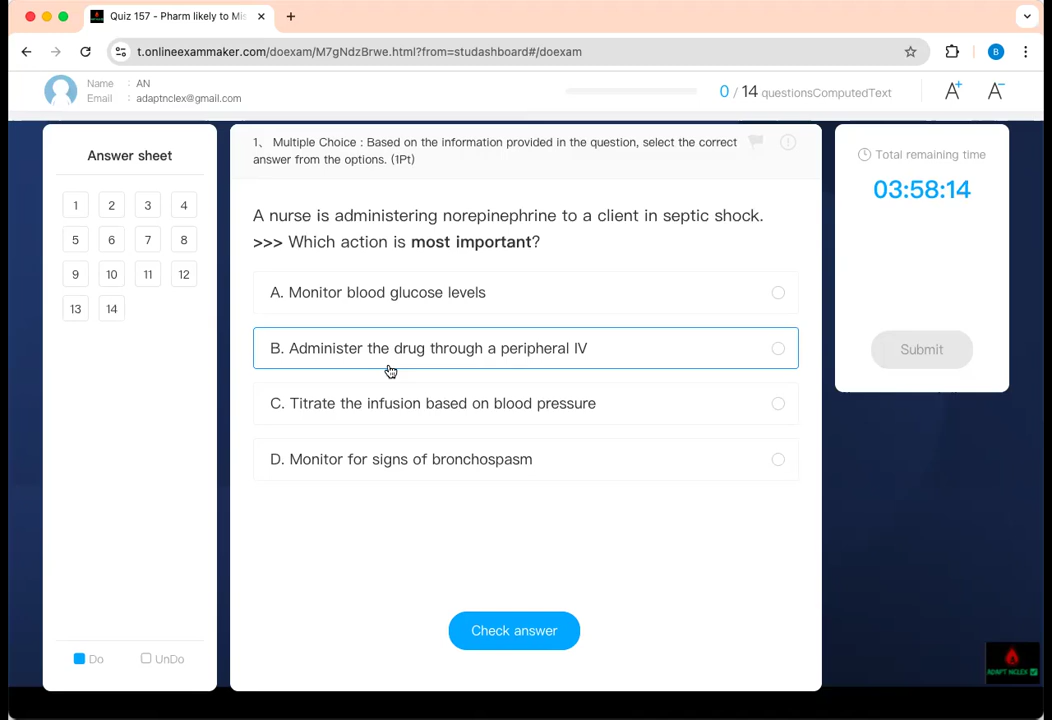 Quiz 157 - Pharm likely to Mis
t.onlineexammaker.com/doexam/M7gNdzBrwe.html?from=studashboard#/doexam
B
Name : AN
Email : adaptnclex@gmail.com
0 / 14 questionsComputedText
A+ A-
Answer sheet
1 2 3 4
5 6 7 8
9 10 11 12
13 14
Do UnDo
1、 Multiple Choice : Based on the information provided in the question, select the correct
answer from the options. (1Pt)
A nurse is administering norepinephrine to a client in septic shock.
>>> Which action is most important?
A. Monitor blood glucose levels
B. Administer the drug through a peripheral IV
C. Titrate the infusion based on blood pressure
D. Monitor for signs of bronchospasm
Check answer
Total remaining time
03:58:14
Submit
ADAPT NCLEX